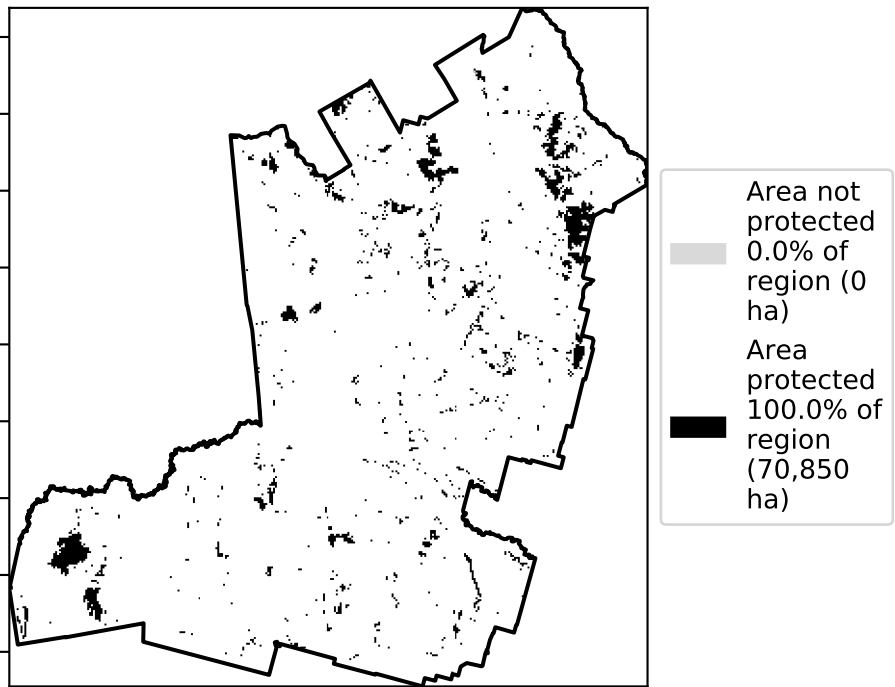 Area not
protected
0.0% of
region (0
ha)
Area
protected
100.0% of
region
(70,850
ha)